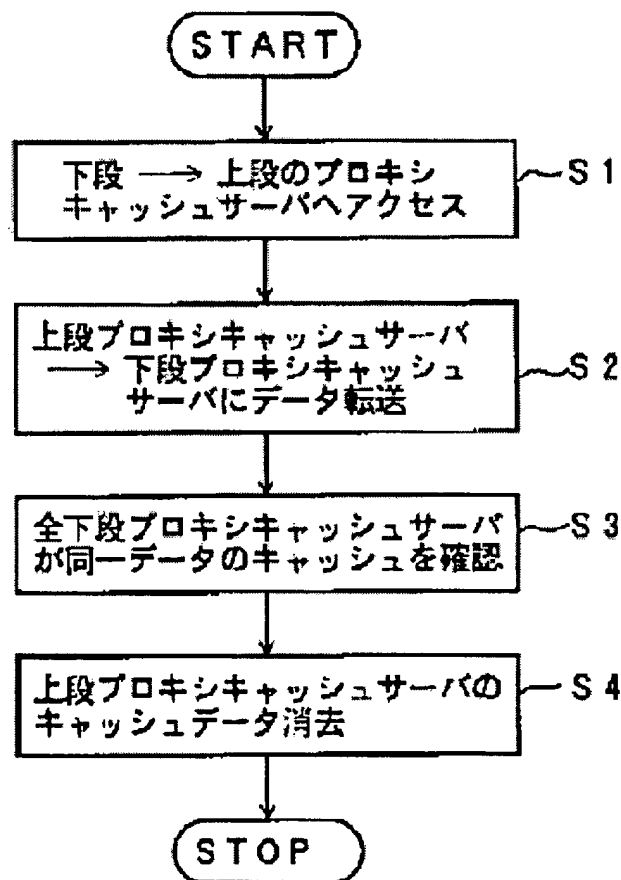 START
下段 → 上段のプロキシ
キャッシュサーバへアクセス
S1
上段プロキシキャッシュサーバ
→ 下段プロキシキャッシュ
サーバにデータ転送
S2
全下段プロキシキャッシュサーバ
が同一データのキャッシュを確認
S3
上段プロキシキャッシュサーバの
キャッシュデータ消去
S4
STOP